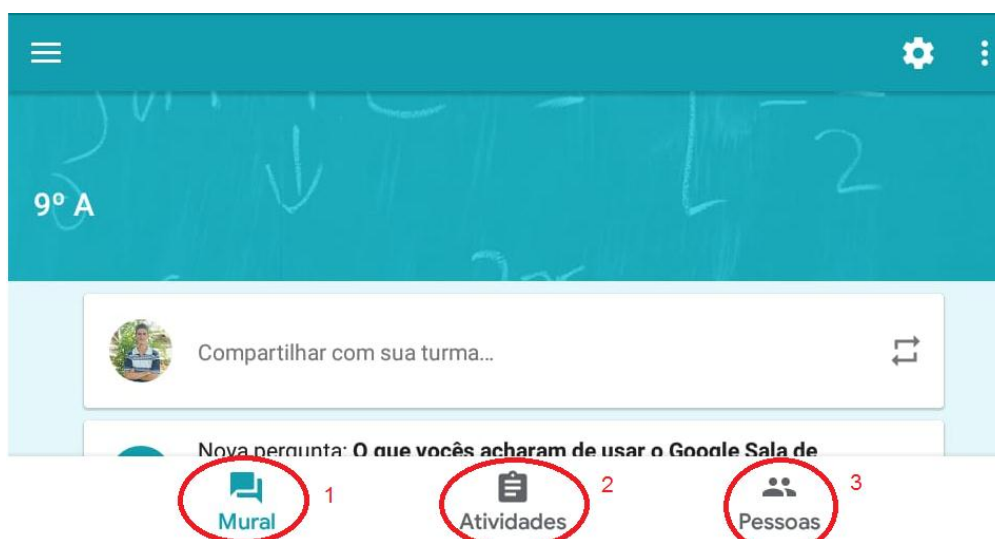 9º A
Compartilhar com sua turma...
Nova pergunta: O que vocês acharam de usar o Google Sala de
1
2
3
Mural
Atividades
Pessoas